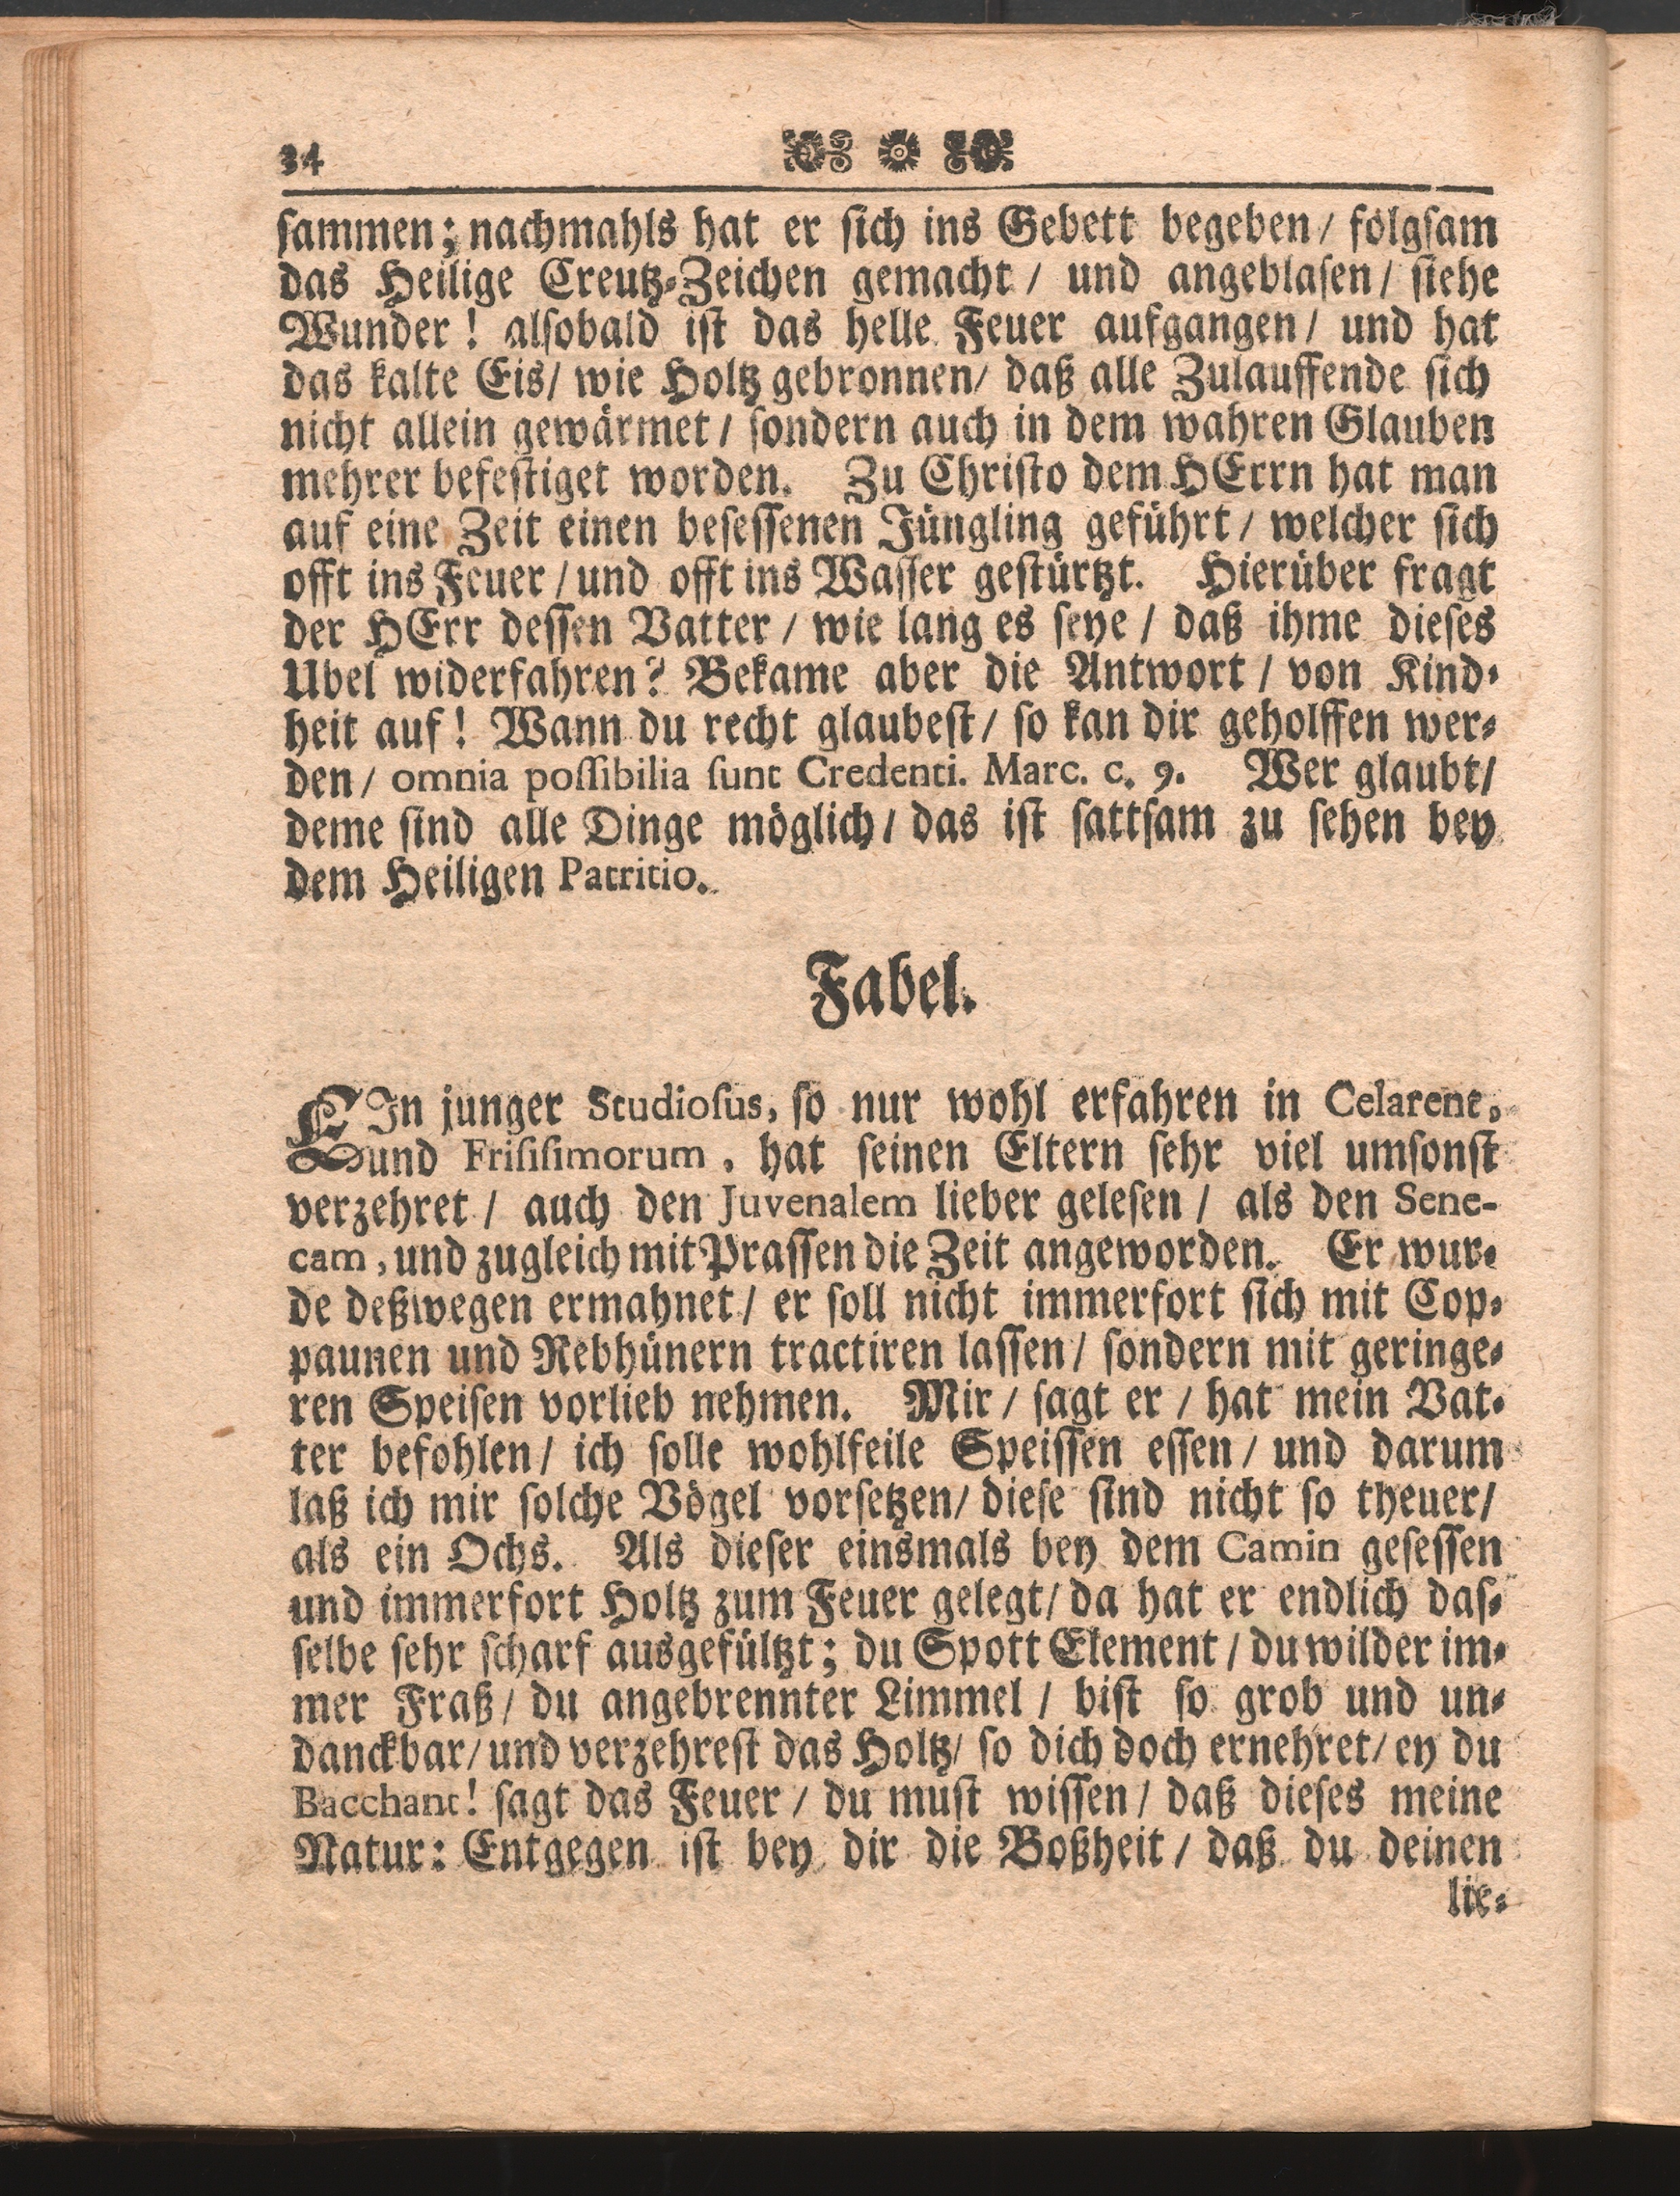 34
sammen; nachmahls hat er sich ins Gebett begeben / folgsam
das Heilige Creutz-Zeichen gemacht / und angeblasen / siehe
Wunder! alsobald ist das helle Feuer aufgangen / und hat
das kalte Eis / wie Holtz gebronnen / daß alle Zulauffende sich
nicht allein gewärmet / sondern auch in dem wahren Glauben
mehrer befestiget worden. Zu Christo dem HErrn hat man
auf eine Zeit einen besessenen Jüngling geführt / welcher sich
offt ins Feuer / und offt ins Wasser gestürtzt. Hierüber fragt
der HErr dessen Vatter / wie lang es seye / daß ihme dieses
Ubel widerfahren? Bekame aber die Antwort / von Kind-
heit auf! Wann du recht glaubest / so kan dir geholffen wer-
den / omnia possibilia sunt Credenti. Marc. c. 9. Wer glaubt /
deme sind alle Dinge möglich / das ist sattsam zu sehen bey
dem Heiligen Patritio.
Fabel.
EIn junger Studiosus, so nur wohl erfahren in Celarent,
und Frisisimorum, hat seinen Eltern sehr viel umsonst
verzehret / auch den Juvenalem lieber gelesen / als den Sene-
cam, und zugleich mit Prassen die Zeit angeworden. Er wur-
de deßwegen ermahnet / er soll nicht immerfort sich mit Cop-
paunen und Rebhünern tractiren lassen / sondern mit geringe-
ren Speisen vorlieb nehmen. Mir / sagt er / hat mein Vat-
ter befohlen / ich solle wohlfeile Speissen essen / und darum
laß ich mir solche Vögel vorsetzen / diese sind nicht so theuer /
als ein Ochs. Als dieser einsmals bey dem Camin gesessen
und immerfort Holtz zum Feuer gelegt / da hat er endlich das-
selbe sehr scharf ausgefültzt; du Spott Element / du wilder im-
mer Fraß / du angebrennter Limmel / bist so grob und un-
danckbar / und verzehrest das Holtz / so dich doch ernehret / ey du
Bacchant! sagt das Feuer / du must wissen / daß dieses meine
Natur: Entgegen ist bey dir die Boßheit / daß du deinen
lie-